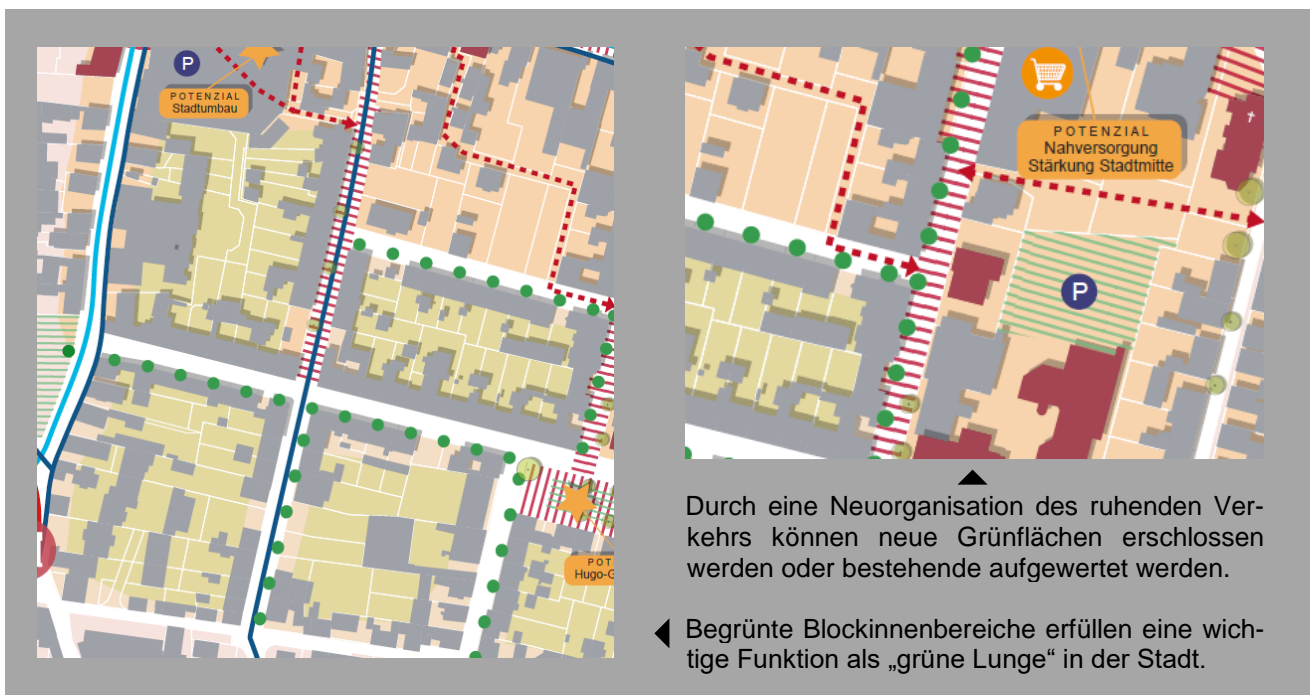 P
POTENZIAL
Stadtumbau
POT
Hugo-G
POTENZIAL
Nahversorgung
Stärkung Stadtmitte
P
Durch eine Neuorganisation des ruhenden Ver-
kehrs können neue Grünflächen erschlossen
werden oder bestehende aufgewertet werden.
Begrünte Blockinnenbereiche erfüllen eine wich-
tige Funktion als „grüne Lunge“ in der Stadt.